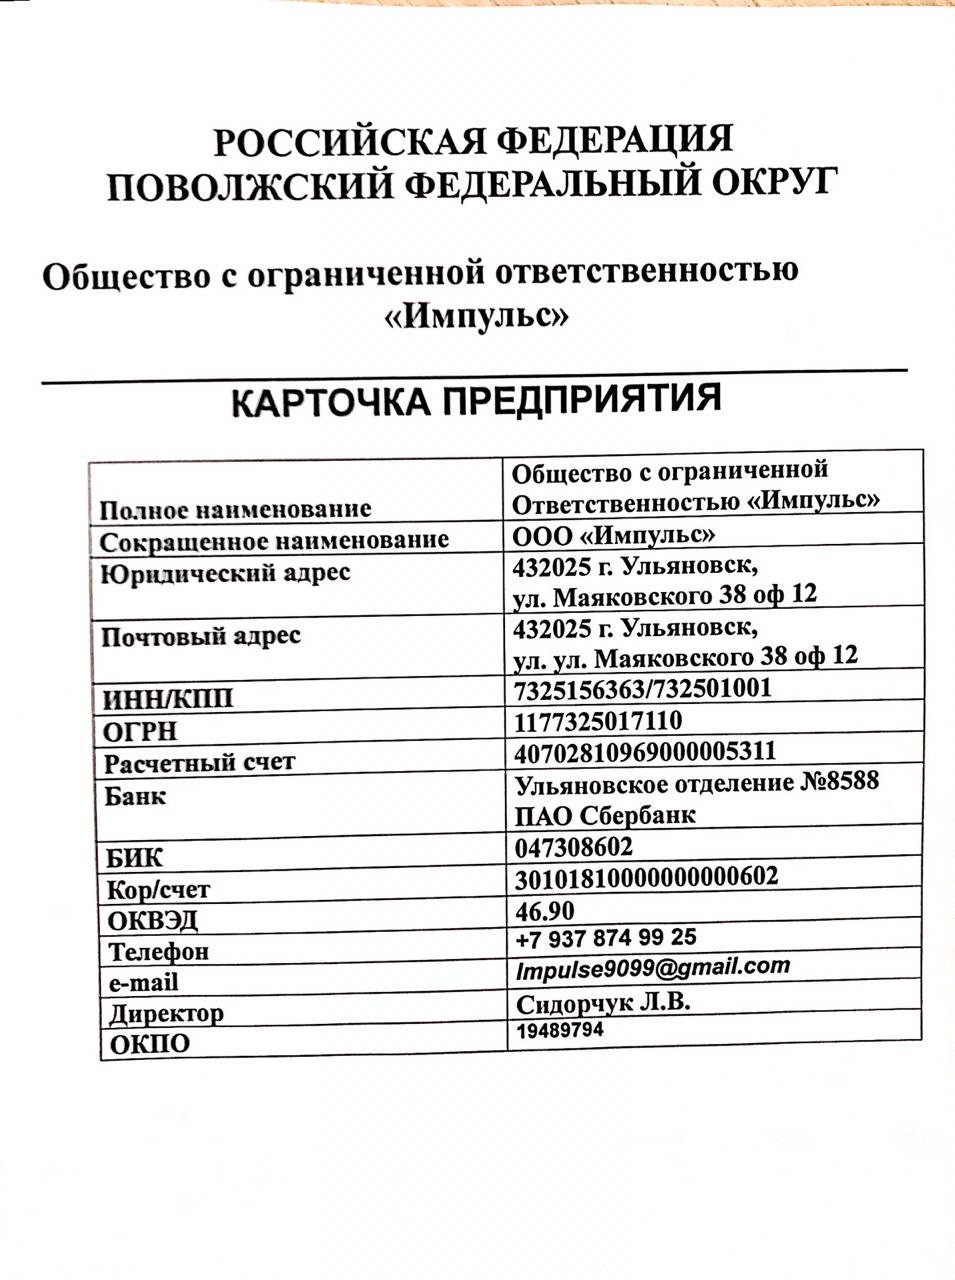 РОССИЙСКАЯ ФЕДЕРАЦИЯ
ПОВОЛЖСКИЙ ФЕДЕРАЛЬНЫЙ ОКРУГ
Общество с ограниченной ответственностью
«Импульс»
КАРТОЧКА ПРЕДПРИЯТИЯ
Полное наименование
Общество с ограниченной
Ответственностью «Импульс»
Сокращенное наименование
ООО «Импульс»
Юридический адрес
432025 г. Ульяновск,
ул. Маяковского 38 оф 12
Почтовый адрес
432025 г. Ульяновск,
ул. ул. Маяковского 38 оф 12
ИНН/КПП
7325156363/732501001
ОГРН
1177325017110
Расчетный счет
40702810969000005311
Банк
Ульяновское отделение №8588
ПАО Сбербанк
БИК
047308602
Кор/счет
30101810000000000602
ОКВЭД
46.90
Телефон
+7 937 874 99 25
e-mail
Impulse9099@gmail.com
Директор
Сидорчук Л.В.
ОКПО
19489794